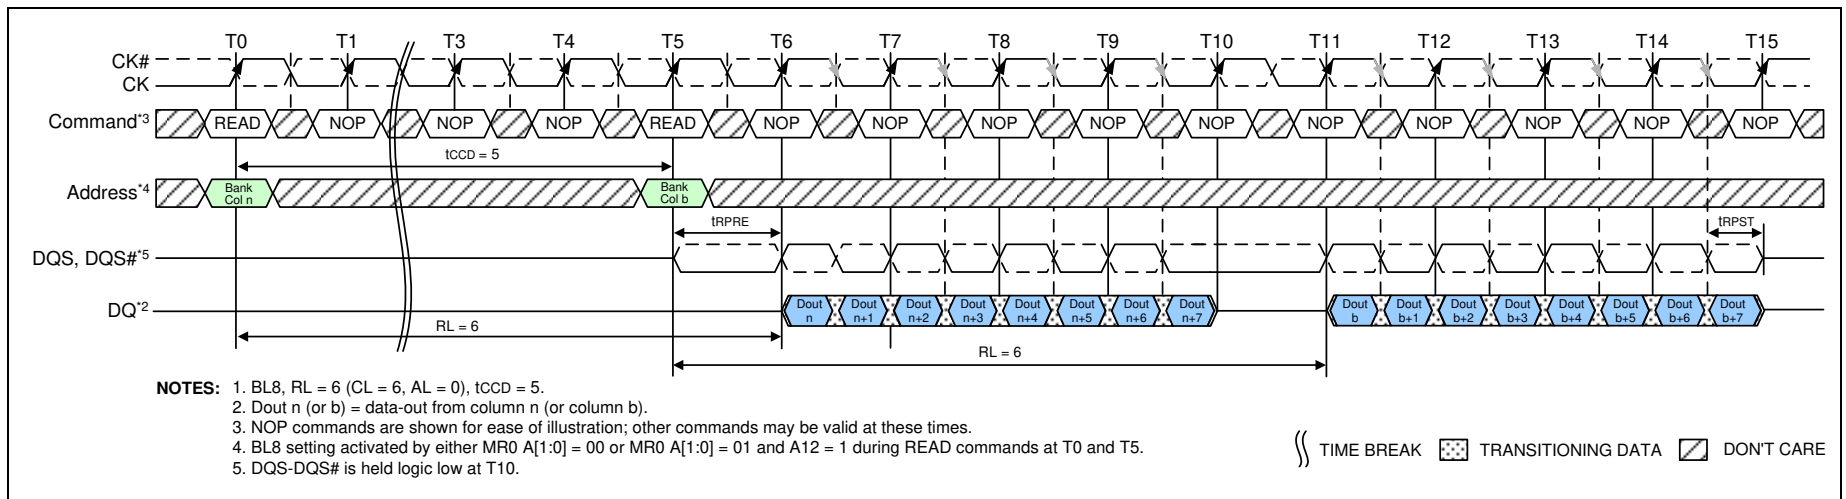 T0 T1 T3 T4 T5 T6 T7 T8 T9 T10 T11 T12 T13 T14 T15
CK#
CK
Command*3 READ NOP NOP NOP READ NOP NOP NOP NOP NOP NOP NOP NOP NOP NOP
tCCD = 5
Address*4 Bank Col n Bank Col b
tRPRE tRPST
DQS, DQS#*5
DQ*2 Dout n Dout n+1 Dout n+2 Dout n+3 Dout n+4 Dout n+5 Dout n+6 Dout n+7 Dout b Dout b+1 Dout b+2 Dout b+3 Dout b+4 Dout b+5 Dout b+6 Dout b+7
RL = 6
RL = 6
NOTES: 1. BL8, RL = 6 (CL = 6, AL = 0), tCCD = 5.
2. Dout n (or b) = data-out from column n (or column b).
3. NOP commands are shown for ease of illustration; other commands may be valid at these times.
4. BL8 setting activated by either MR0 A[1:0] = 00 or MR0 A[1:0] = 01 and A12 = 1 during READ commands at T0 and T5.
5. DQS-DQS# is held logic low at T10.
TIME BREAK TRANSITIONING DATA DON'T CARE